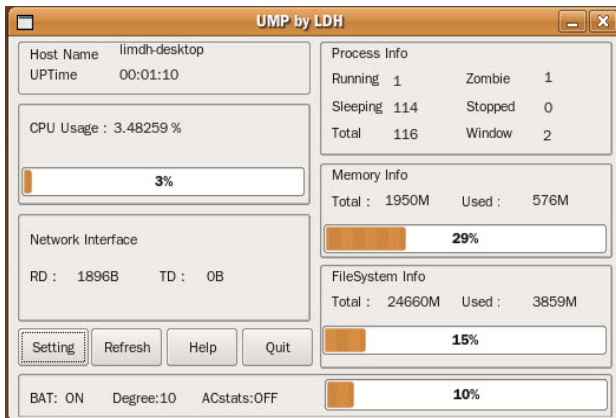 UMP by LDH
Host Name limdh-desktop
UPTime 00:01:10
CPU Usage : 3.48259 %
3%
Network Interface
RD : 1896B TD : 0B
Setting Refresh Help Quit
Process Info
Running 1 Zombie 1
Sleeping 114 Stopped 0
Total 116 Window 2
Memory Info
Total : 1950M Used : 576M
29%
FileSystem Info
Total : 24660M Used : 3859M
15%
BAT: ON Degree:10 ACstats:OFF 10%